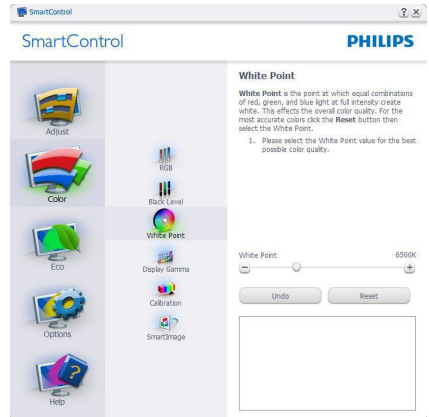 SmartControl
? x
SmartControl
PHILIPS
Adjust
Color
Eco
Options
Help
RGB
Black Level
White Point
Display Gamma
Calibration
SmartImage
White Point
White Point is the point at which equal combinations
of red, green, and blue light at full intensity create
white. This effects the overall color quality. For the
most accurate colors click the Reset button then
select the White Point.
1. Please select the White Point value for the best
possible color quality.
White Point 6500K
Undo Reset